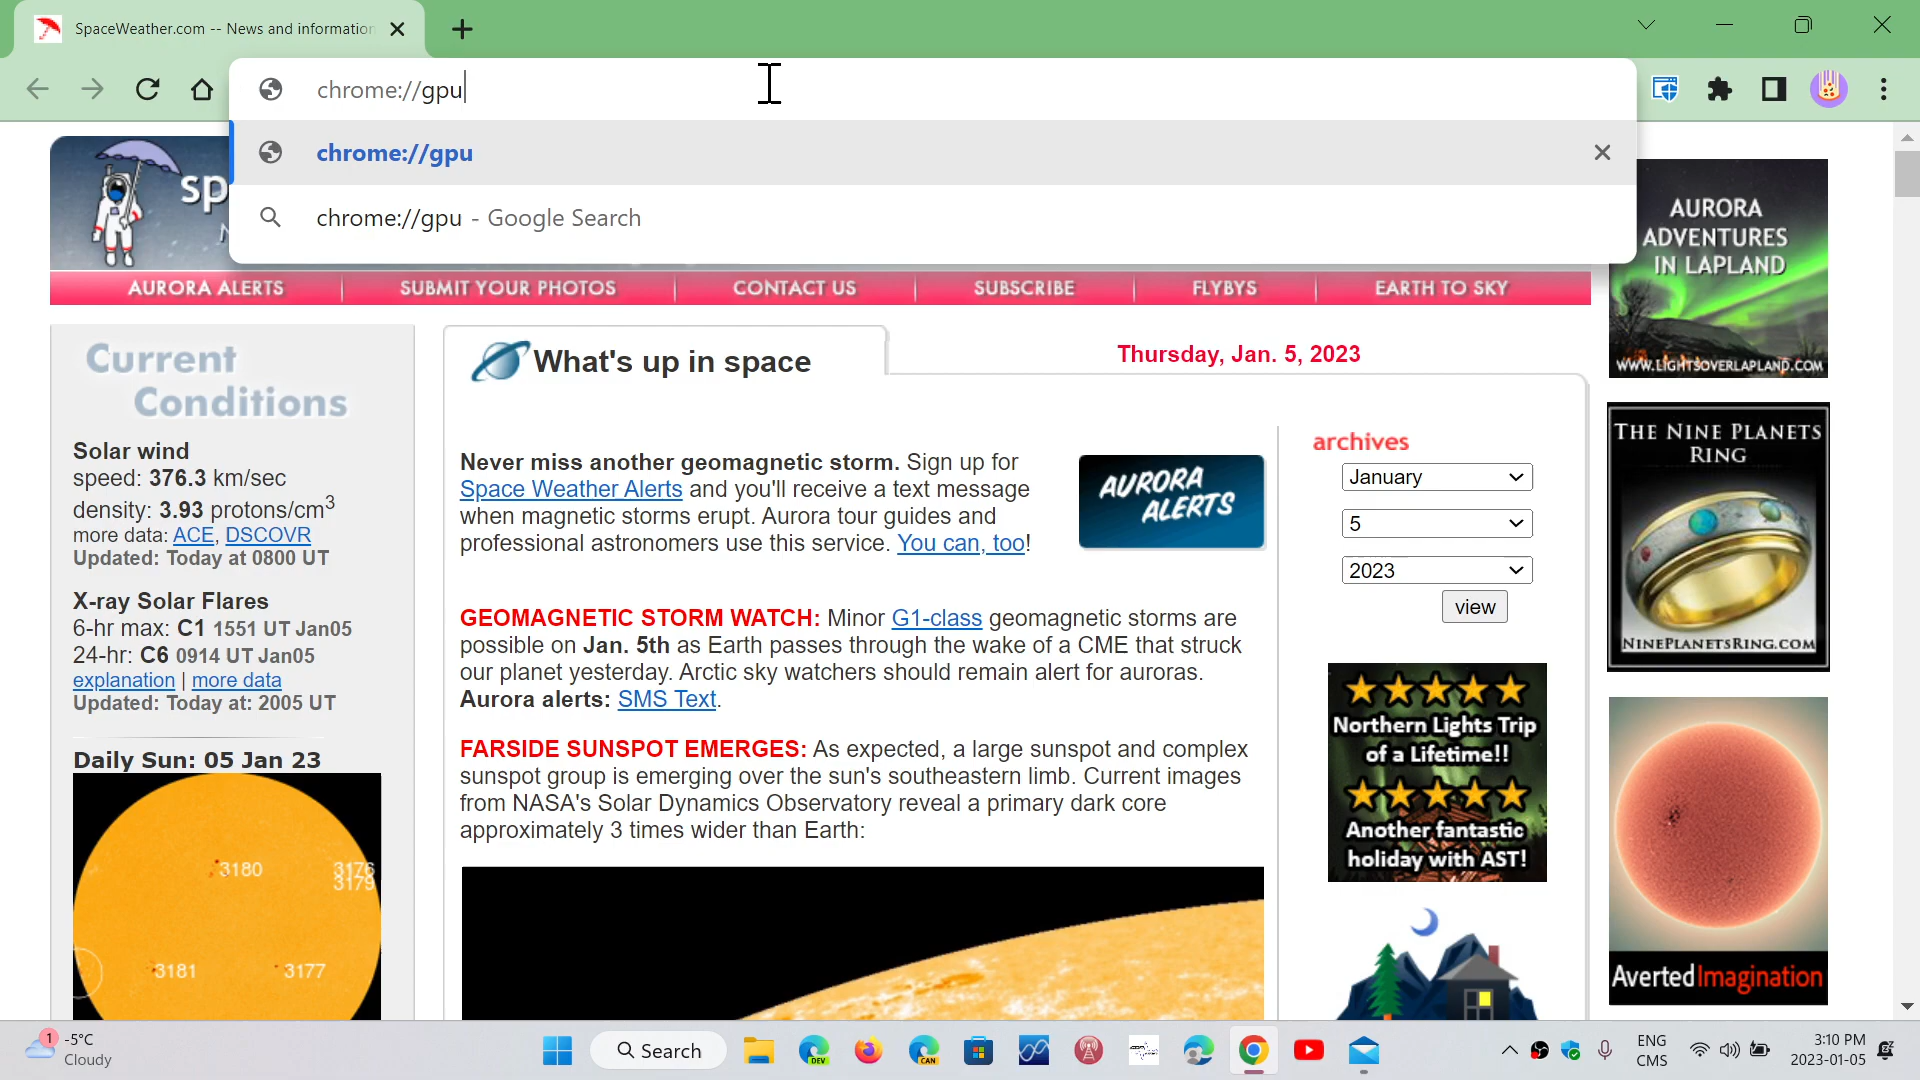 SpaceWeather.com -- News and information
chrome://gpu
chrome://gpu
chrome://gpu - Google Search
sp
AURORA ALERTS
SUBMIT YOUR PHOTOS
CONTACT US
SUBSCRIBE
FLYBYS
EARTH TO SKY
Current
Conditions
Solar wind
speed: 376.3 km/sec
density: 3.93 protons/cm3
more data: ACE, DSCOVR
Updated: Today at 0800 UT
X-ray Solar Flares
6-hr max: C1 1551 UT Jan05
24-hr: C6 0914 UT Jan05
explanation | more data
Updated: Today at: 2005 UT
Daily Sun: 05 Jan 23
3180
3176
3179
3181
3177
What's up in space
Thursday, Jan. 5, 2023
Never miss another geomagnetic storm. Sign up for
Space Weather Alerts and you'll receive a text message
when magnetic storms erupt. Aurora tour guides and
professional astronomers use this service. You can, too!
AURORA
ALERTS
GEOMAGNETIC STORM WATCH: Minor G1-class geomagnetic storms are
possible on Jan. 5th as Earth passes through the wake of a CME that struck
our planet yesterday. Arctic sky watchers should remain alert for auroras.
Aurora alerts: SMS Text.
FARSIDE SUNSPOT EMERGES: As expected, a large sunspot and complex
sunspot group is emerging over the sun's southeastern limb. Current images
from NASA's Solar Dynamics Observatory reveal a primary dark core
approximately 3 times wider than Earth:
archives
January
5
2023
view
Northern Lights Trip
of a Lifetime!!
Another fantastic
holiday with AST!
AURORA
ADVENTURES
IN LAPLAND
WWW.LIGHTSOVERLAPLAND.COM
THE NINE PLANETS
RING
NINEPLANETSRING.COM
AvertedImagination
1
-5°C
Cloudy
Search
DEV
CAN
ENG
CMS
3:10 PM
2023-01-05